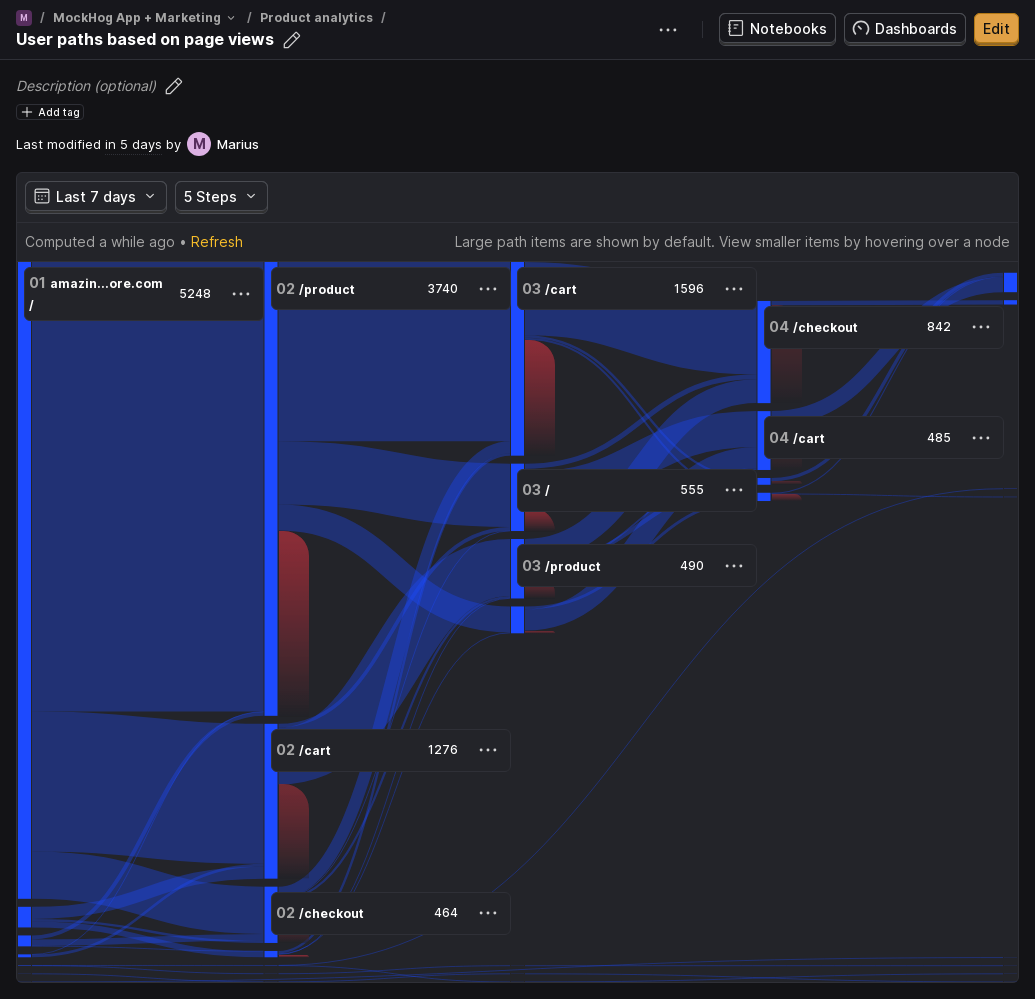 M / MockHog App + Marketing / Product analytics /
User paths based on page views
Notebooks
Dashboards
Edit
Description (optional)
Add tag
Last modified in 5 days by M Marius
Last 7 days
5 Steps
Computed a while ago • Refresh
Large path items are shown by default. View smaller items by hovering over a node
01 amazin...ore.com
/
5248
02 /product 3740
03 /cart 1596
04 /checkout 842
04 /cart 485
03 / 555
03 /product 490
02 /cart 1276
02 /checkout 464